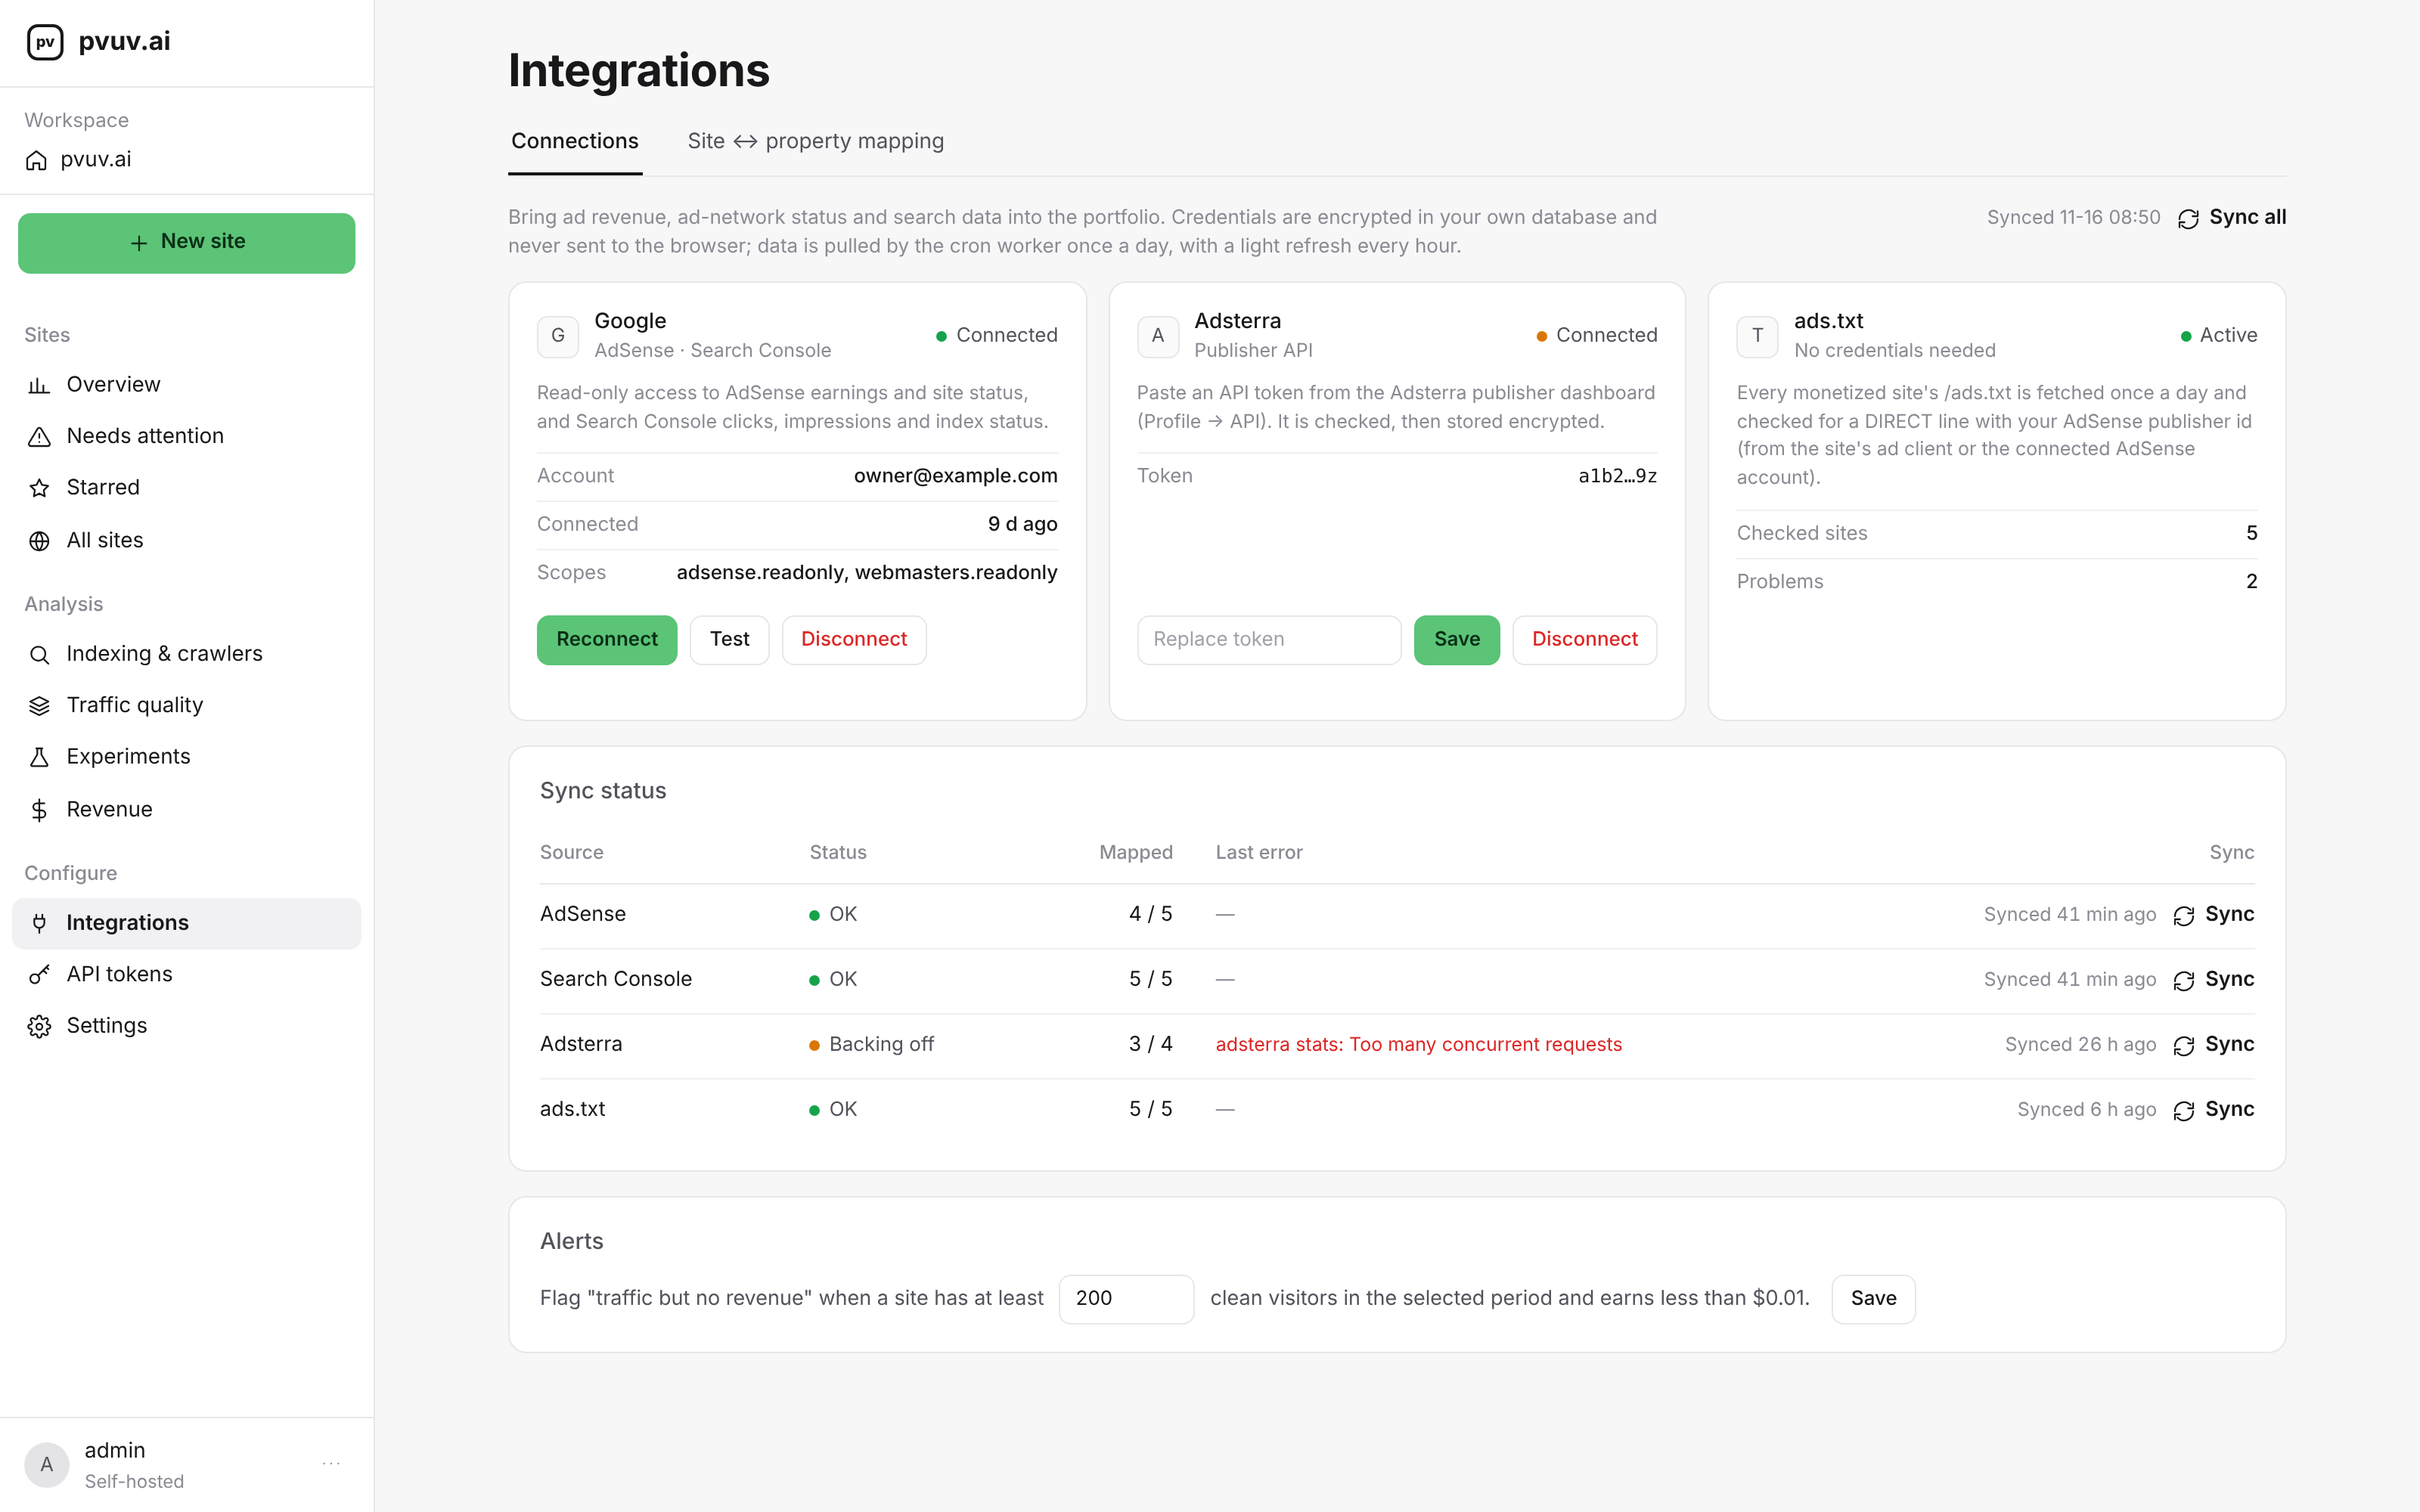 pv pvuv.ai
Workspace
pvuv.ai
+ New site
Sites
Overview
Needs attention
Starred
All sites
Analysis
Indexing & crawlers
Traffic quality
Experiments
Revenue
Configure
Integrations
API tokens
Settings
A admin
Self-hosted
...
Integrations
Connections Site ↔ property mapping
Bring ad revenue, ad-network status and search data into the portfolio. Credentials are encrypted in your own database and
never sent to the browser; data is pulled by the cron worker once a day, with a light refresh every hour.
Synced 11-16 08:50 Sync all
G Google
AdSense · Search Console
Connected
Read-only access to AdSense earnings and site status,
and Search Console clicks, impressions and index status.
Account owner@example.com
Connected 9 d ago
Scopes adsense.readonly, webmasters.readonly
Reconnect Test Disconnect
A Adsterra
Publisher API
Connected
Paste an API token from the Adsterra publisher dashboard
(Profile → API). It is checked, then stored encrypted.
Token a1b2…9z
Replace token Save Disconnect
T ads.txt
No credentials needed
Active
Every monetized site's /ads.txt is fetched once a day and
checked for a DIRECT line with your AdSense publisher id
(from the site's ad client or the connected AdSense
account).
Checked sites 5
Problems 2
Sync status
Source Status Mapped Last error Sync
AdSense OK 4 / 5 — Synced 41 min ago Sync
Search Console OK 5 / 5 — Synced 41 min ago Sync
Adsterra Backing off 3 / 4 adsterra stats: Too many concurrent requests Synced 26 h ago Sync
ads.txt OK 5 / 5 — Synced 6 h ago Sync
Alerts
Flag "traffic but no revenue" when a site has at least 200 clean visitors in the selected period and earns less than $0.01. Save